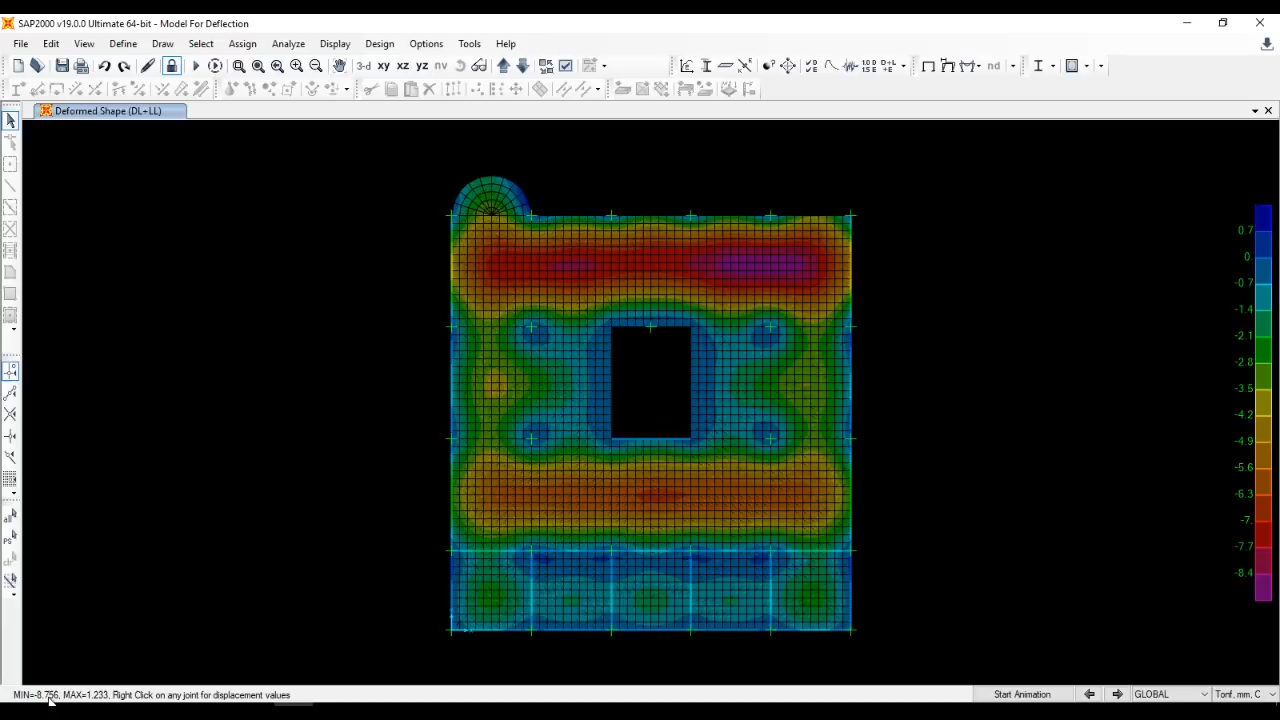 SAP2000 v19.0.0 Ultimate 64-bit - Model For Deflection
File Edit View Define Draw Select Assign Analyze Display Design Options Tools Help
3-d xy xz yz nv nd
Deformed Shape (DL+LL)
0.7
0
-0.7
-1.4
-2.1
-2.8
-3.5
-4.2
-4.9
-5.6
-6.3
-7.
-7.7
-8.4
all
PS
clr
MIN=-8.756, MAX=1.233, Right Click on any joint for displacement values
Start Animation
GLOBAL
Tonf, mm, C